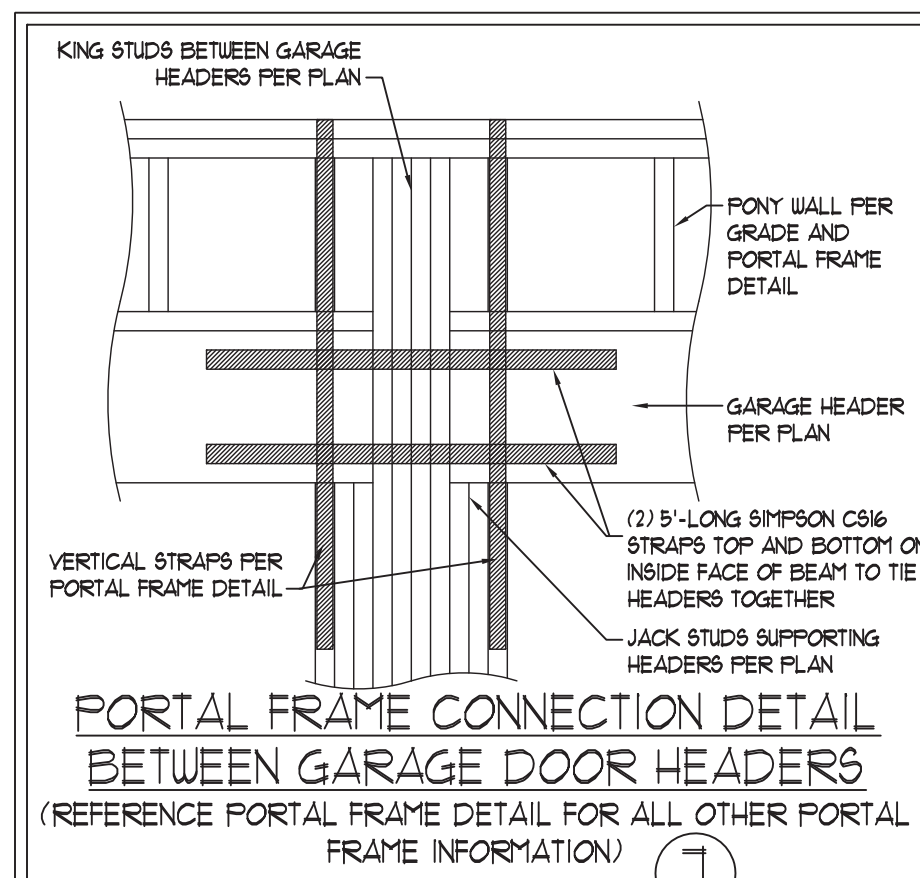 KING STUDS BETWEEN GARAGE
HEADERS PER PLAN
PONY WALL PER
GRADE AND
PORTAL FRAME
DETAIL
GARAGE HEADER
PER PLAN
(2) 5'-LONG SIMPSON CS16
STRAPS TOP AND BOTTOM ON
INSIDE FACE OF BEAM TO TIE
HEADERS TOGETHER
VERTICAL STRAPS PER
PORTAL FRAME DETAIL
JACK STUDS SUPPORTING
HEADERS PER PLAN
PORTAL FRAME CONNECTION DETAIL
BETWEEN GARAGE DOOR HEADERS
(REFERENCE PORTAL FRAME DETAIL FOR ALL OTHER PORTAL
FRAME INFORMATION)